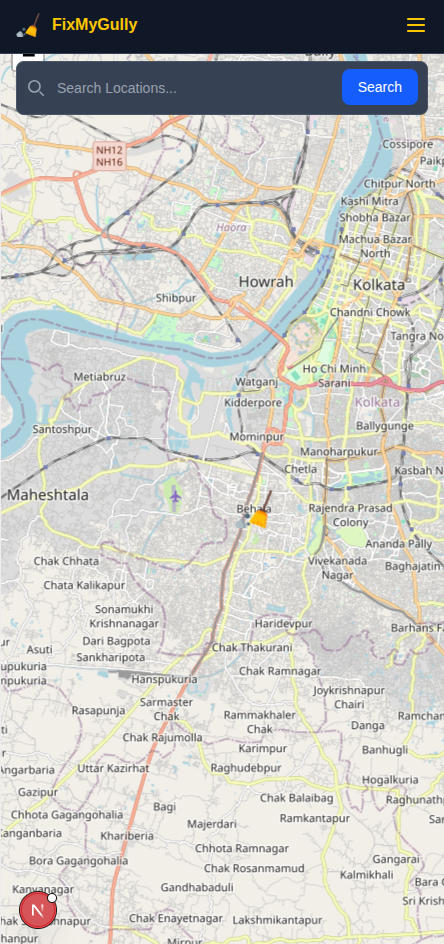 FixMyGully
Search Locations...
Search
Cossipore
NH12
NH16
Chitpur North
Kashi Mitra
Shobha Bazar
Haora
Machua Bazar
North
Howrah
Kolkata
Shibpur
Chandni Chowk
Tangra No
Ho Chi Minh
Sarani
Metiabruz
Watganj
Kidderpore
Kolkata
Ballygunge
Santoshpur
Mominpur
Manoharpukur
Chetla
Kasbah N
Maheshtala
Behala
Rajendra Prasad
Colony
Ananda Pally
Chak Chhatta
Vivekanada
Nagar
Baghajatin
Chata Kalikapur
Sonamukhi
Krishnanagar
Haridevpur
Barhans Fa
Dari Bagpota
Asuti
Chak Thakurani
Sankharipota
upukuria
npukuria
Chak Ramnagar
Hanspukuria
Joykrishnapur
Chairi
Sarmaster
Chak
Rasapunja
Rammakhaler
Chak
Ramchan
Danga
Chak Rajumolla
Karimpur
Banhugli
Angarbaria
Uttar Kazirhat
Raghudebpur
Hogalkuria
Gazipur
Chak Balaibag
Raghunath
Bagi
Chhota Gagangohalia
Ramkantapur
Majerdari
Kanganbaria
Khariberia
Chhota Ramnagar
Bora Gagangohalia
Gangarai
Chak Rosanmamud
Kalmikhali
Kanyanagar
Gandhabaduli
Bara
Sri Krish
N
Chak Enayetnagar
Lakshmikantapur
hanpur
Mirpur